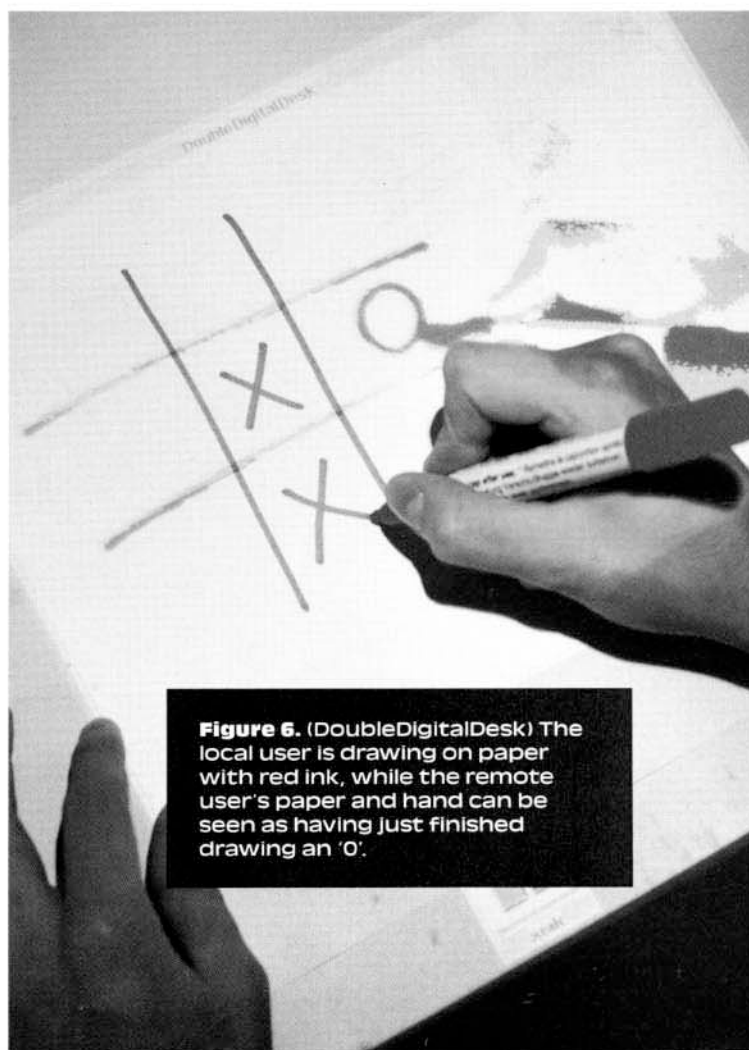 DoubleDigitalDesk
X
O
X
Figure 6. (DoubleDigitalDesk) The
local user is drawing on paper
with red ink, while the remote
user's paper and hand can be
seen as having just finished
drawing an 'O'.